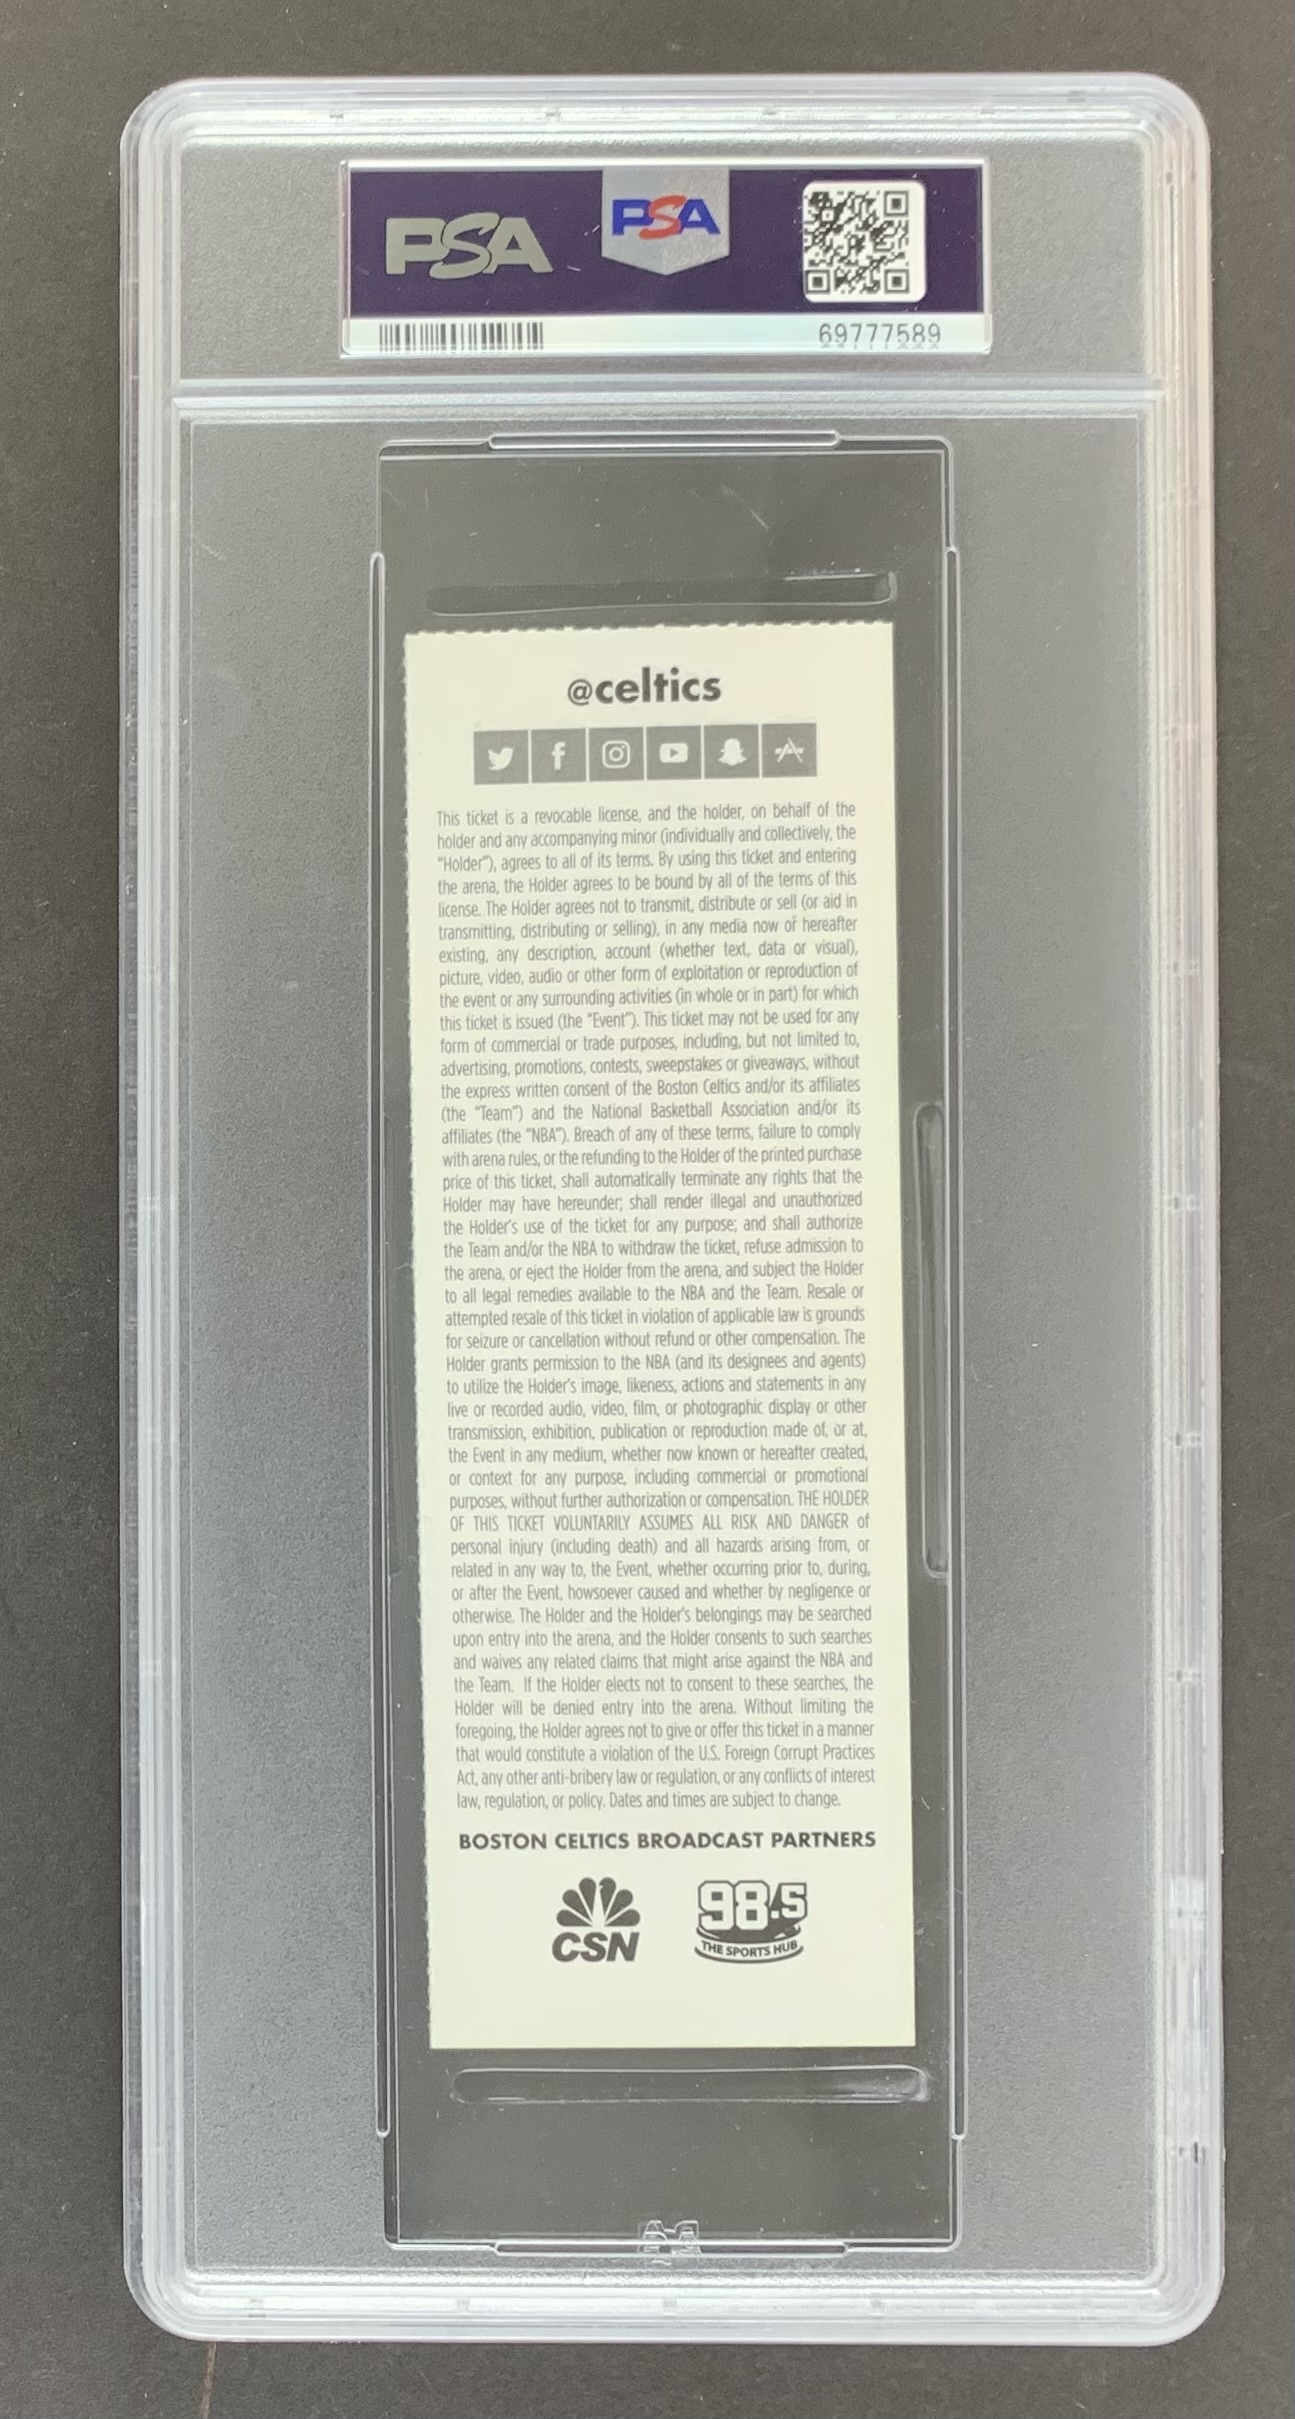 PSA
PSA
69777589
@celtics
This ticket is a revocable license, and the holder, on behalf of the
holder and any accompanying minor (individually and collectively, the
"Holder"), agrees to all of its terms. By using this ticket and entering
the arena, the Holder agrees to be bound by all of the terms of this
license. The Holder agrees not to transmit, distribute or sell (or aid in
transmitting, distributing or selling), in any media now or hereafter
existing, any description, account (whether text, data or visual),
picture, video, audio or other form of exploitation or reproduction of
the event or any surrounding activities (in whole or in part) for which
this ticket is issued (the "Event"). This ticket may not be used for any
form of commercial or trade purposes, including, but not limited to,
advertising, promotions, contests, sweepstakes or giveaways, without
the express written consent of the Boston Celtics and/or its affiliates
(the "Team") and the National Basketball Association and/or its
affiliates (the "NBA"). Breach of any of these terms, failure to comply
with arena rules, or the refunding to the Holder of the printed purchase
price of this ticket, shall automatically terminate any rights that the
Holder may have hereunder; shall render illegal and unauthorized
the Holder's use of the ticket for any purpose; and shall authorize
the Team and/or the NBA to withdraw the ticket, refuse admission to
the arena, or eject the Holder from the arena, and subject the Holder
to all legal remedies available to the NBA and the Team. Resale or
attempted resale of this ticket in violation of applicable law is grounds
for seizure or cancellation without refund or other compensation. The
Holder grants permission to the NBA (and its designees and agents)
to utilize the Holder's image, likeness, actions and statements in any
live or recorded audio, video, film, or photographic display or other
transmission, exhibition, publication or reproduction made of, or at,
the Event in any medium, whether now known or hereafter created,
or context for any purpose, including commercial or promotional
purposes, without further authorization or compensation. THE HOLDER
OF THIS TICKET VOLUNTARILY ASSUMES ALL RISK AND DANGER of
personal injury (including death) and all hazards arising from, or
related in any way to, the Event, whether occurring prior to, during,
or after the Event, howsoever caused and whether by negligence or
otherwise. The Holder and the Holder's belongings may be searched
upon entry into the arena, and the Holder consents to such searches
and waives any related claims that might arise against the NBA and
the Team. If the Holder elects not to consent to these searches, the
Holder will be denied entry into the arena. Without limiting the
foregoing, the Holder agrees not to give or offer this ticket in a manner
that would constitute a violation of the U.S. Foreign Corrupt Practices
Act, any other anti-bribery law or regulation, or any conflicts of interest
law, regulation, or policy. Dates and times are subject to change.
BOSTON CELTICS BROADCAST PARTNERS
CSN
98.5
THE SPORTS HUB